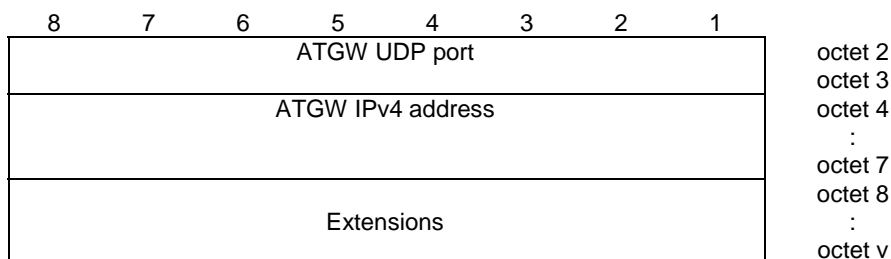 8 7 6 5 4 3 2 1
ATGW UDP port octet 2
octet 3
ATGW IPv4 address octet 4
:
octet 7
octet 8
Extensions :
octet v